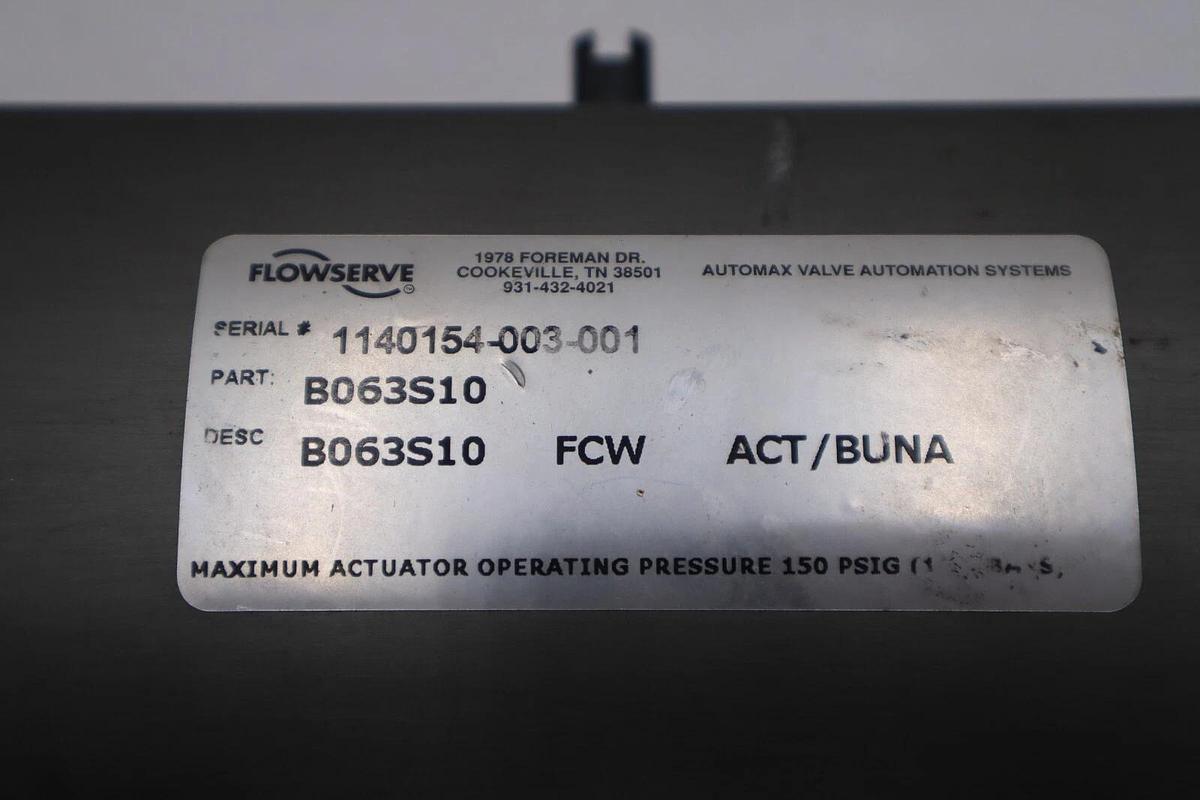 FLOWSERVE
1978 FOREMAN DR.
COOKEVILLE, TN 38501
931-432-4021
AUTOMAX VALVE AUTOMATION SYSTEMS
SERIAL # 1140154-003-001
PART: B063S10
DESC B063S10 FCW ACT/BUNA
MAXIMUM ACTUATOR OPERATING PRESSURE 150 PSIG